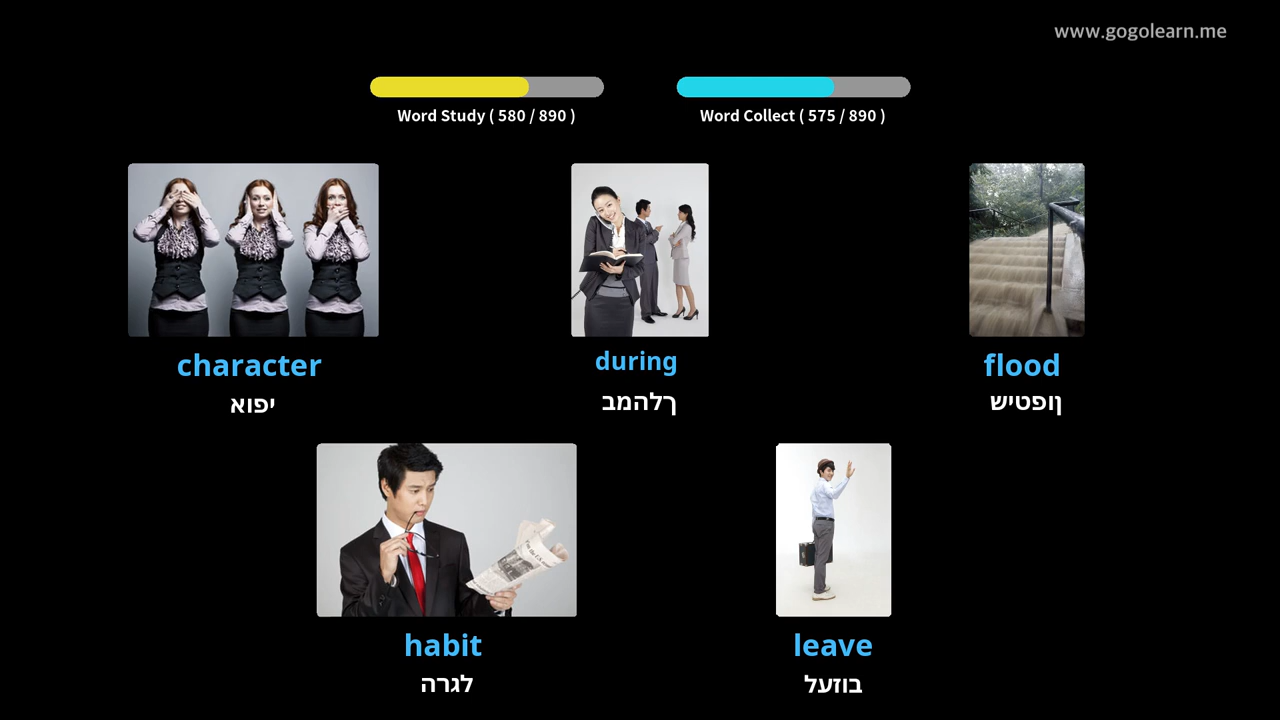 www.gogolearn.me
Word Study ( 580 / 890 )
Word Collect ( 575 / 890 )
character
יפוא
during
ךלהמב
flood
ןופטיש
habit
לגרה
leave
בוזעל